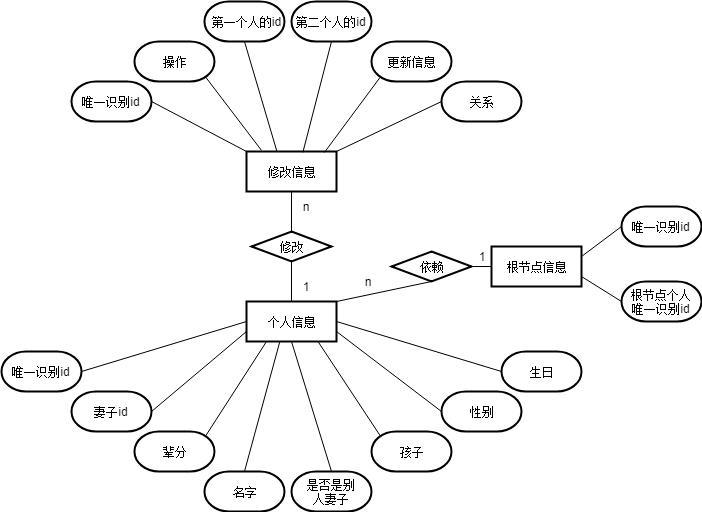 第一个人的id
第二个人的id
操作
更新信息
唯一识别id
关系
修改信息
n
修改
1
唯一识别id
依赖
1
根节点信息
n
根节点个人
唯一识别id
个人信息
唯一识别id
生日
妻子id
性别
辈分
孩子
名字
是否是别
人妻子